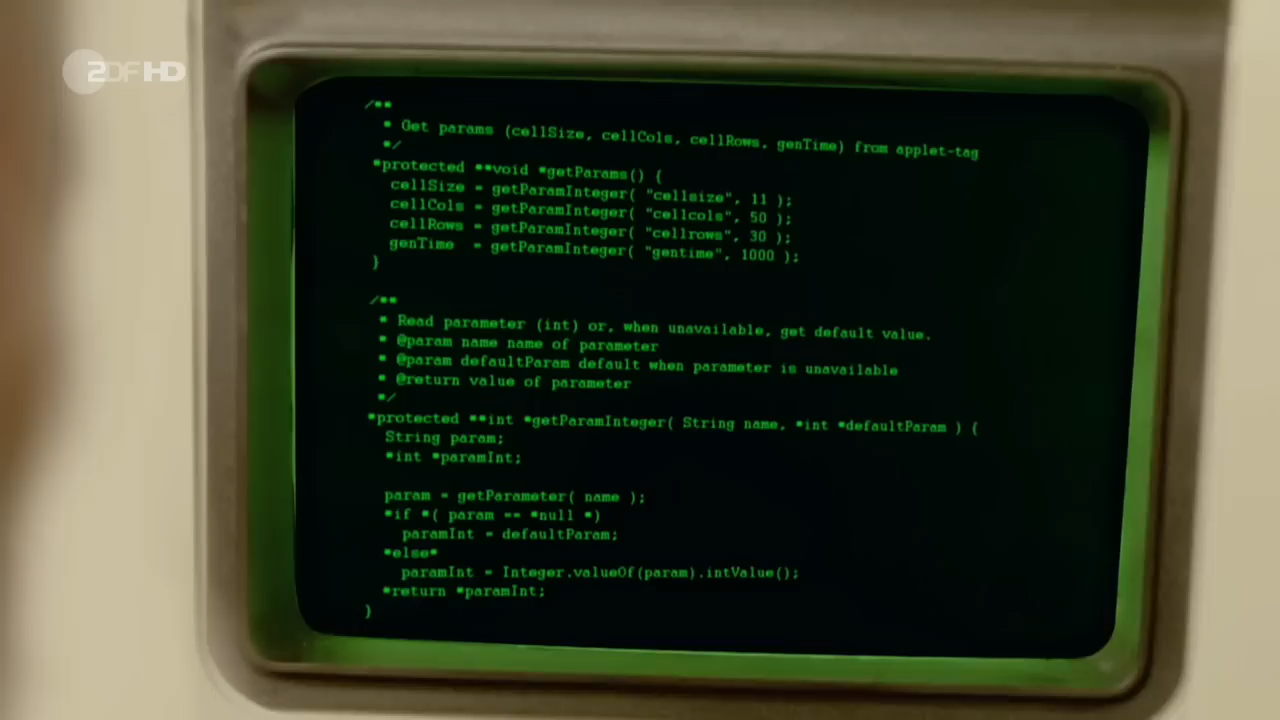 ZDFHD
/**
 * Get params (cellSize, cellCols, cellRows, genTime) from applet-tag
 */
*protected **void *getParams() {
  cellSize = getParamInteger( "cellsize", 11 );
  cellCols = getParamInteger( "cellcols", 50 );
  cellRows = getParamInteger( "cellrows", 30 );
  genTime  = getParamInteger( "gentime", 1000 );
}
/**
 * Read parameter (int) or, when unavailable, get default value.
 * @param name name of parameter
 * @param defaultParam default when parameter is unavailable
 * @return value of parameter
 */
*protected **int *getParamInteger( String name, *int *defaultParam ) {
  String param;
  *int *paramInt;
  param = getParameter( name );
  *if *( param == *null *)
    paramInt = defaultParam;
  *else*
    paramInt = Integer.valueOf(param).intValue();
  *return *paramInt;
}